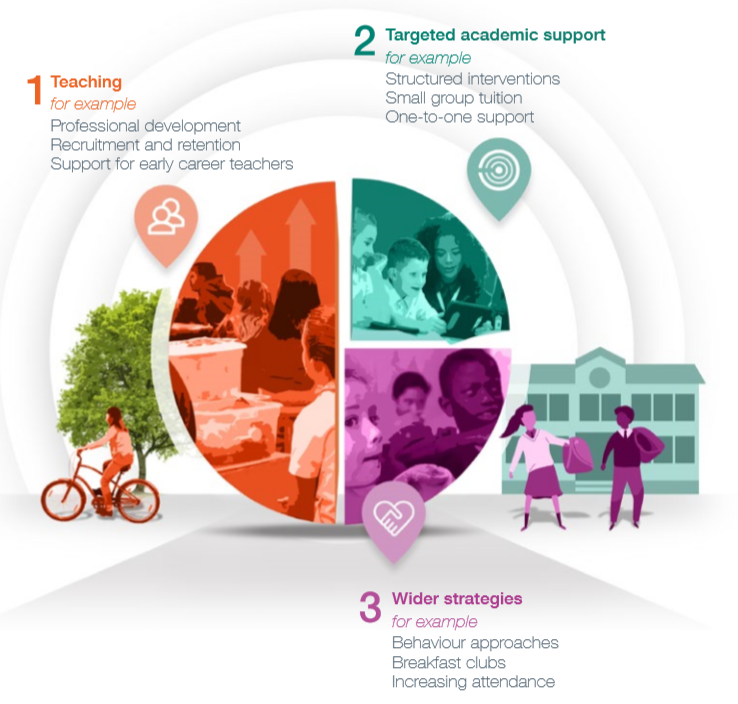 1 Teaching
for example
Professional development
Recruitment and retention
Support for early career teachers
2 Targeted academic support
for example
Structured interventions
Small group tuition
One-to-one support
3 Wider strategies
for example
Behaviour approaches
Breakfast clubs
Increasing attendance